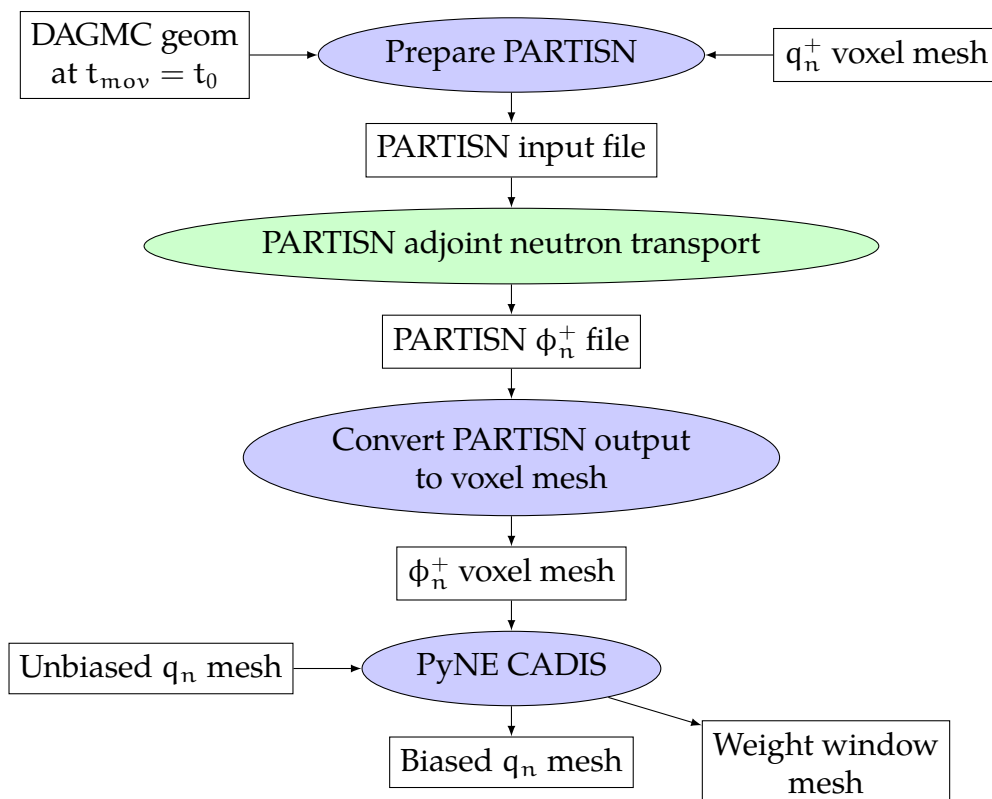 DAGMC geom
at t_mov = t_0
Prepare PARTISN
q_n^+ voxel mesh
PARTISN input file
PARTISN adjoint neutron transport
PARTISN ϕ_n^+ file
Convert PARTISN output
to voxel mesh
ϕ_n^+ voxel mesh
Unbiased q_n mesh
PyNE CADIS
Biased q_n mesh
Weight window
mesh